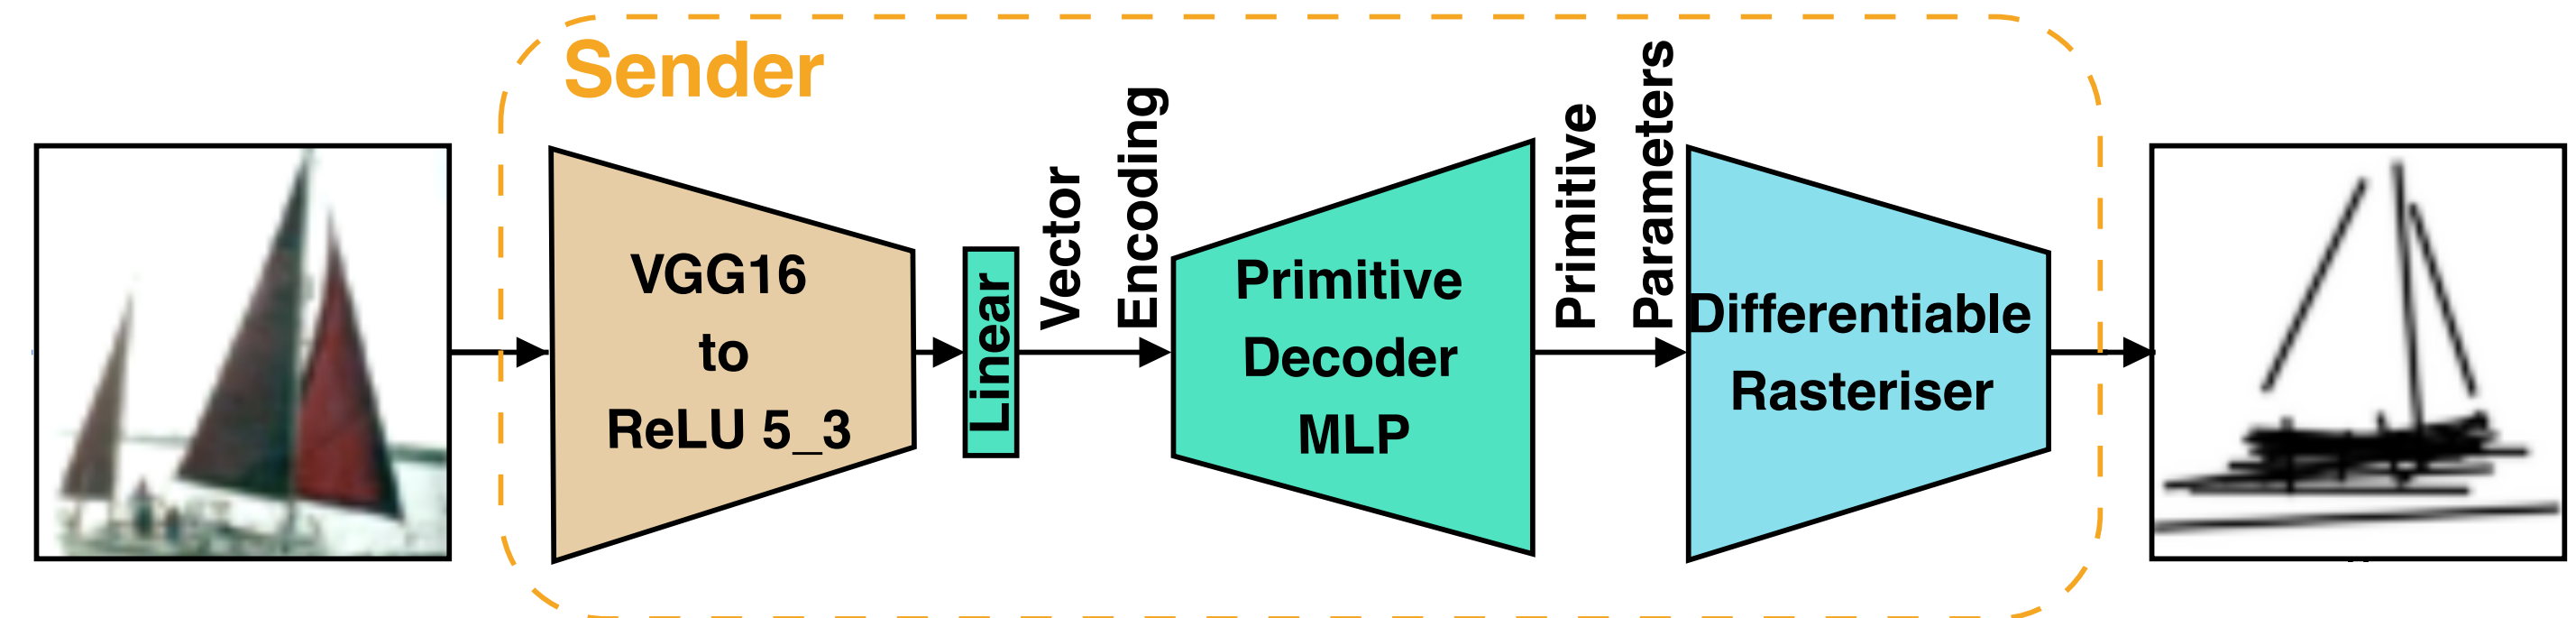 Sender
VGG16
to
ReLU 5_3
Linear
Vector
Encoding
Primitive
Decoder
MLP
Primitive
Parameters
Differentiable
Rasteriser